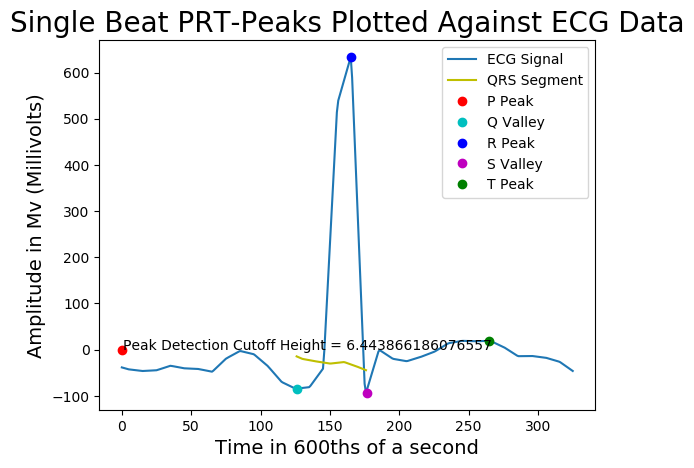 Single Beat PRT-Peaks Plotted Against ECG Data
ECG Signal
QRS Segment
P Peak
Q Valley
R Peak
S Valley
T Peak
Amplitude in Mv (Millivolts)
600
500
400
300
200
100
0
−100
Peak Detection Cutoff Height = 6.443866186076557
0 50 100 150 200 250 300
Time in 600ths of a second